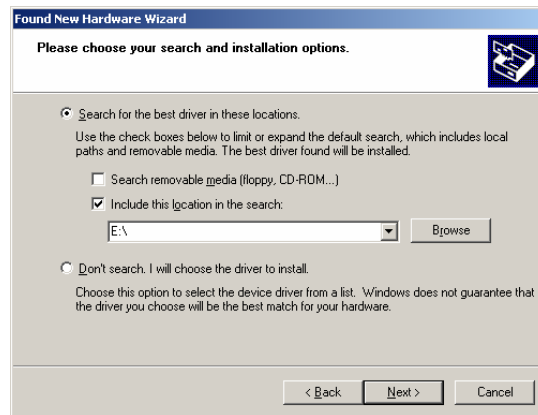 Found New Hardware Wizard
Please choose your search and installation options.
Search for the best driver in these locations.
Use the check boxes below to limit or expand the default search, which includes local
paths and removable media. The best driver found will be installed.
Search removable media (floppy, CD-ROM...)
Include this location in the search:
E:\
Browse
Don't search. I will choose the driver to install.
Choose this option to select the device driver from a list. Windows does not guarantee that
the driver you choose will be the best match for your hardware.
< Back
Next >
Cancel